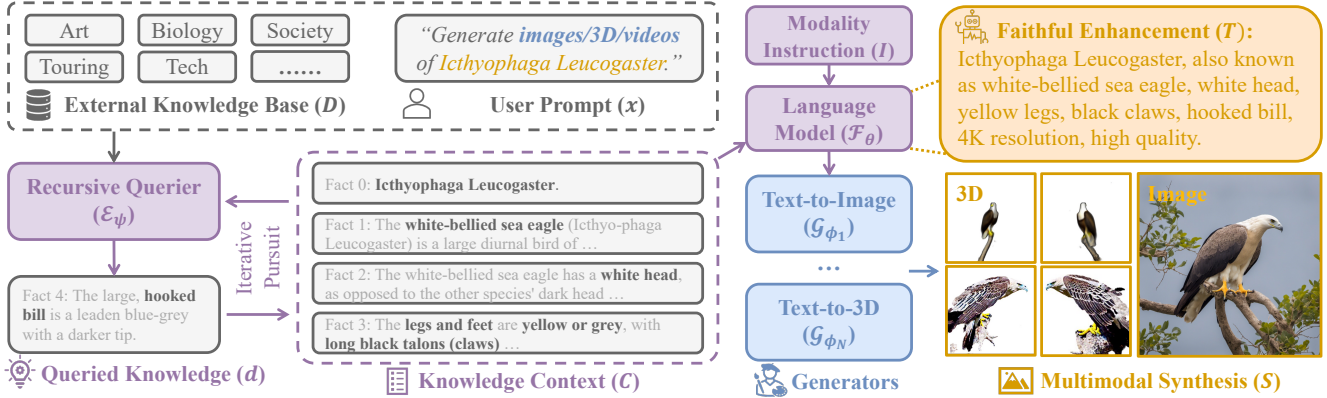 Art
Biology
Society
Touring
Tech
......
External Knowledge Base (D)
“Generate images/3D/videos
of Icthyophaga Leucogaster.”
User Prompt (x)
Recursive Querier
(ℰψ)
Iterative
Pursuit
Fact 4: The large, hooked
bill is a leaden blue-grey
with a darker tip.
Queried Knowledge (d)
Fact 0: Icthyophaga Leucogaster.
Fact 1: The white-bellied sea eagle (Icthyo-phaga
Leucogaster) is a large diurnal bird of …
Fact 2: The white-bellied sea eagle has a white head,
as opposed to the other species' dark head …
Fact 3: The legs and feet are yellow or grey, with
long black talons (claws) …
Knowledge Context (C)
Modality
Instruction (I)
Language
Model (ℱθ)
Text-to-Image
(𝒢ϕ1)
...
Text-to-3D
(𝒢ϕN)
Generators
Faithful Enhancement (T):
Icthyophaga Leucogaster, also known
as white-bellied sea eagle, white head,
yellow legs, black claws, hooked bill,
4K resolution, high quality.
3D
Image
Multimodal Synthesis (S)